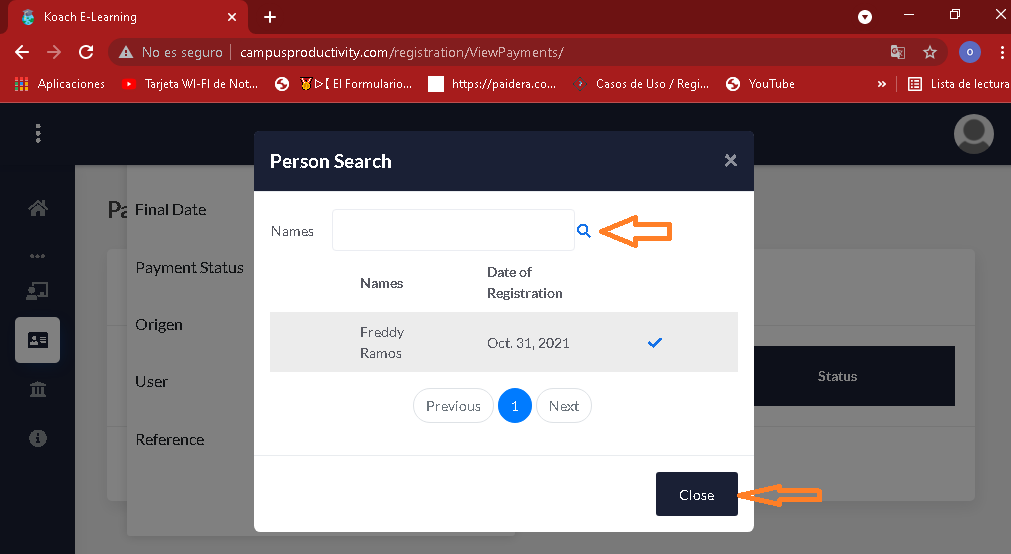 Koach E-Learning
No es seguro | campusproductivity.com/registration/ViewPayments/
o
Aplicaciones
Tarjeta WI-FI de Not...
【 El Formulario...
https://paidera.co...
Casos de Uso / Regi...
YouTube
»
Lista de lectura
Person Search
×
Pa
Final Date
Names
Payment Status
Names
Date of
Registration
Origen
Freddy
Ramos
Oct. 31, 2021
User
Status
Previous
1
Next
Reference
Close